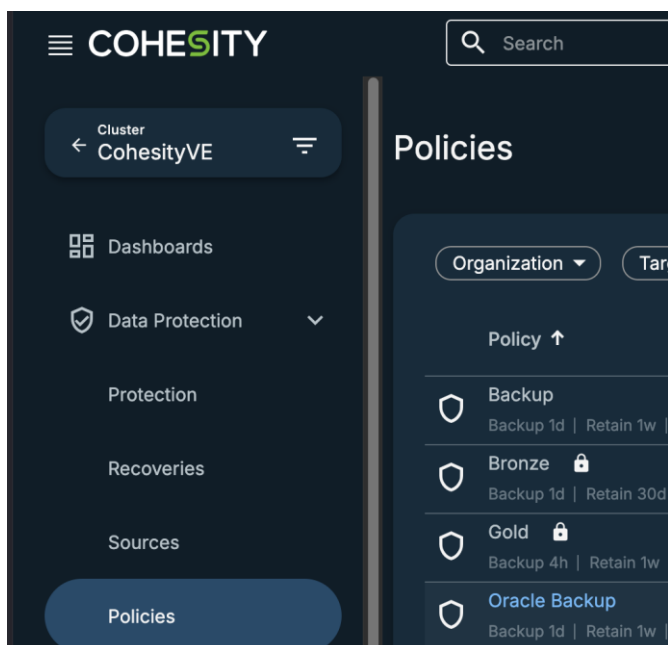 COHESITY
Search
Cluster
CohesityVE
Policies
Dashboards
Organization
Data Protection
Policy
Protection
Backup
Backup 1d | Retain 1w |
Recoveries
Bronze
Backup 1d | Retain 30d
Sources
Gold
Backup 4h | Retain 1w
Policies
Oracle Backup
Backup 1d | Retain 1w |